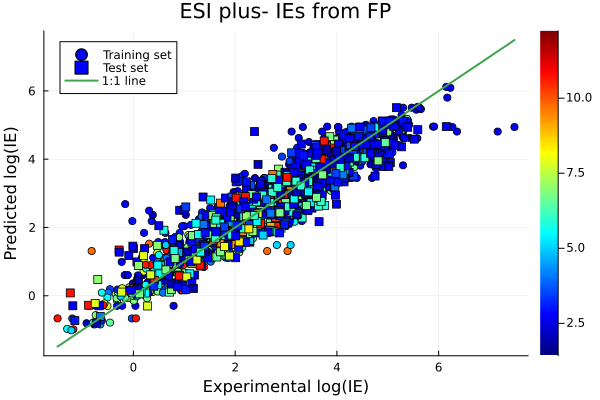 ESI plus- IEs from FP
Training set
Test set
1:1 line
Predicted log(IE)
6
4
2
0
0
2
4
6
Experimental log(IE)
10.0
7.5
5.0
2.5